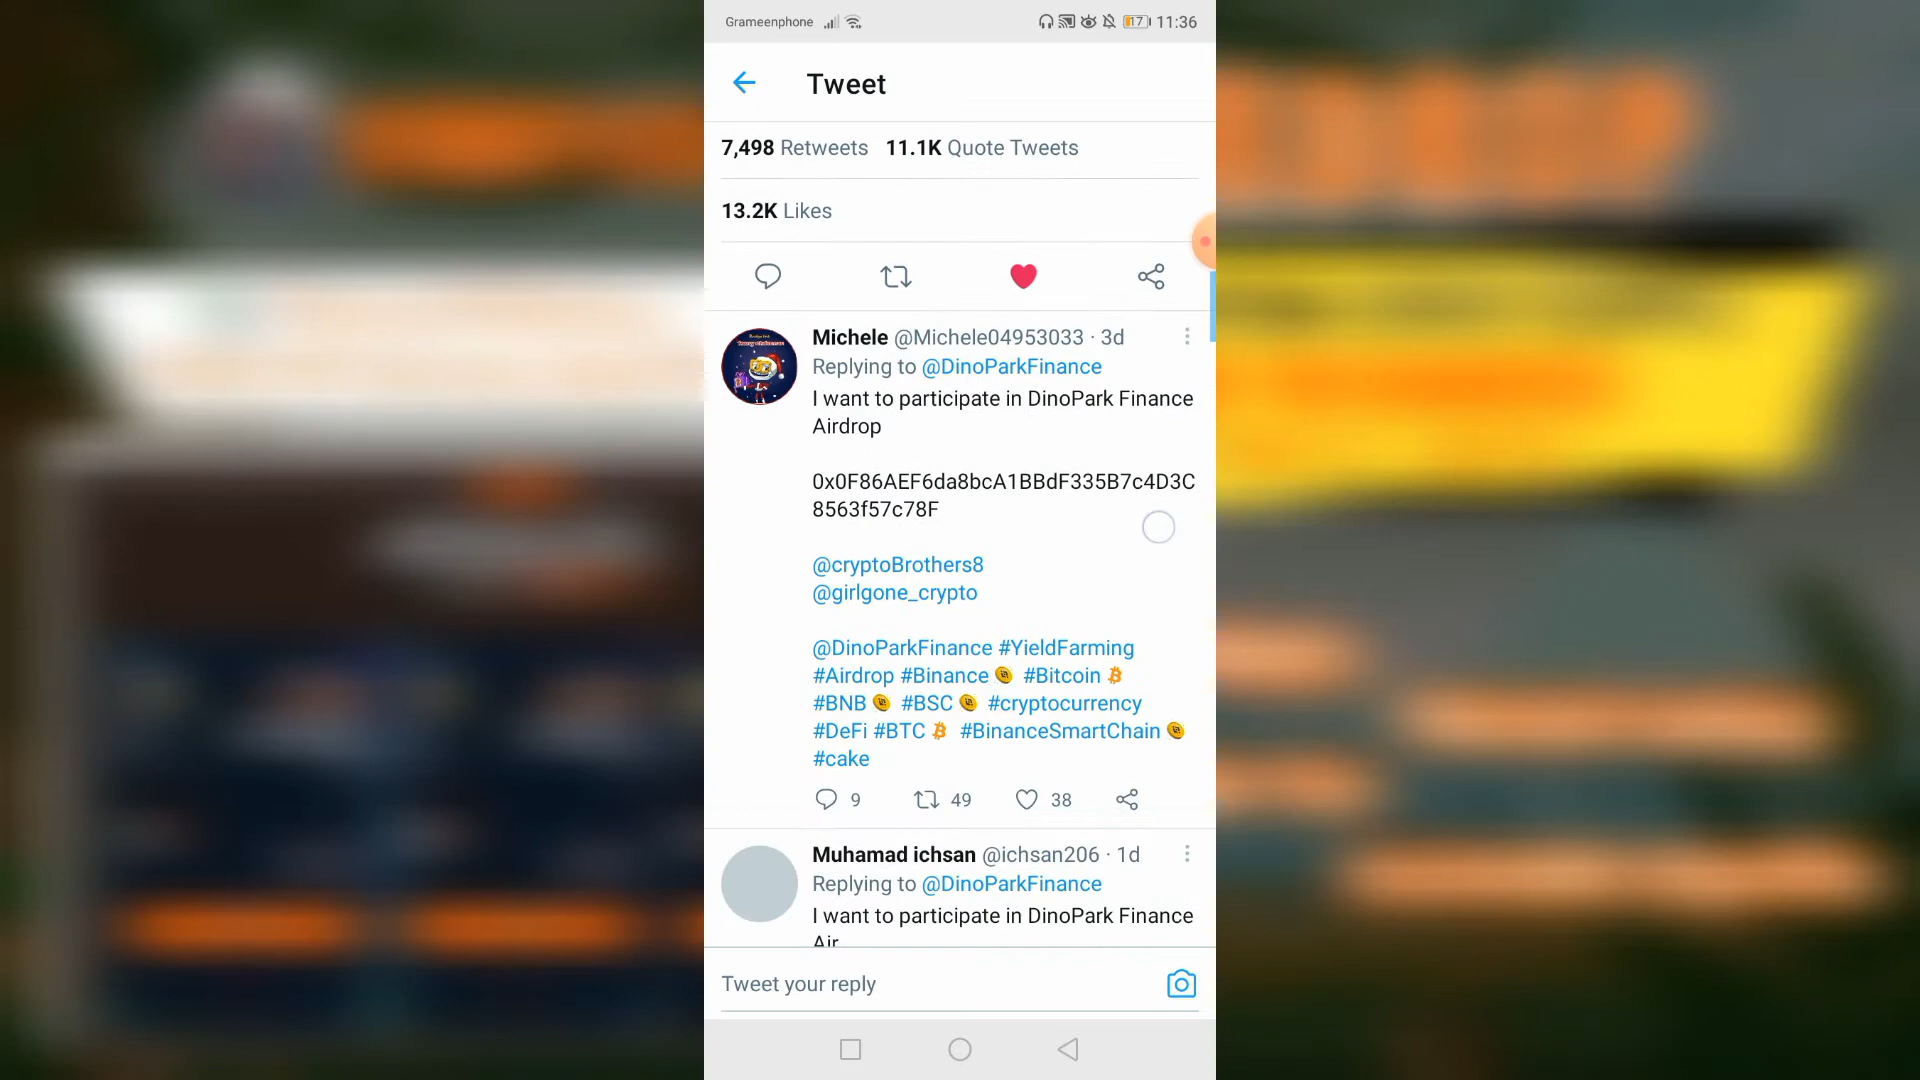 Grameenphone 17 11:36
Tweet
7,498 Retweets 11.1K Quote Tweets
13.2K Likes
Michele @Michele04953033 · 3d
Replying to @DinoParkFinance
I want to participate in DinoPark Finance
Airdrop
0x0F86AEF6da8bcA1BBdF335B7c4D3C
8563f57c78F
@cryptoBrothers8
@girlgone_crypto
@DinoParkFinance #YieldFarming
#Airdrop #Binance #Bitcoin
#BNB #BSC #cryptocurrency
#DeFi #BTC #BinanceSmartChain
#cake
9 49 38
Muhamad ichsan @ichsan206 · 1d
Replying to @DinoParkFinance
I want to participate in DinoPark Finance
Air
Tweet your reply